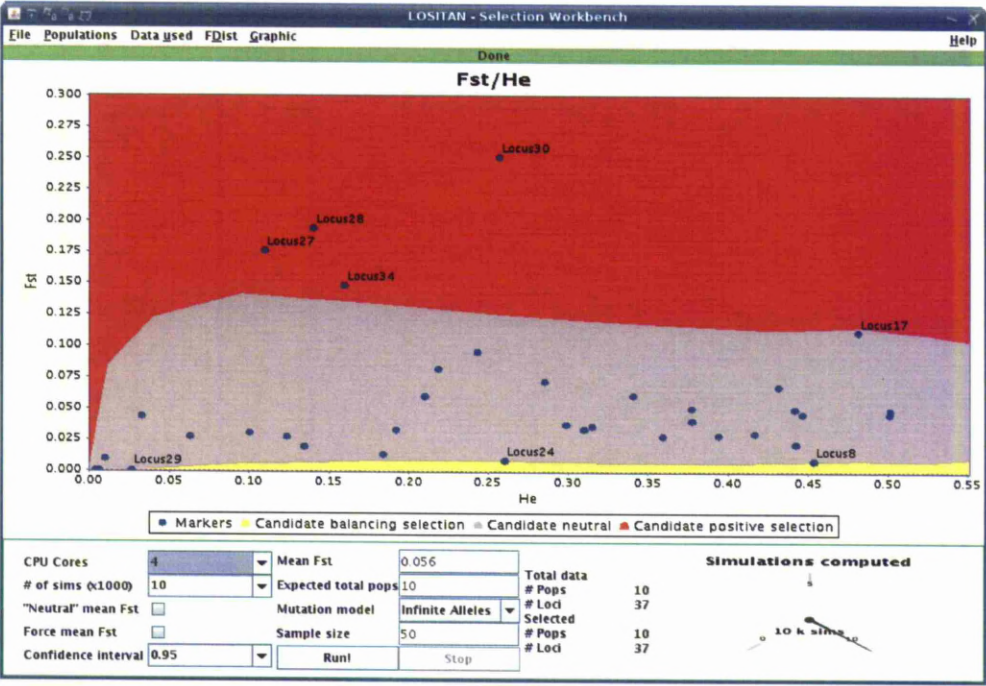 LOSITAN - Selection Workbench
File Populations Data used FDist Graphic Help
Done
Fst/He
Fst
0.300
0.275
0.250
0.225
0.200
0.175
0.150
0.125
0.100
0.075
0.050
0.025
0.000
Locus30
Locus28
Locus27
Locus34
Locus17
Locus29
Locus24
Locus8
0.00 0.05 0.10 0.15 0.20 0.25 0.30 0.35 0.40 0.45 0.50 0.55
He
Markers Candidate balancing selection Candidate neutral Candidate positive selection
CPU Cores 4
# of sims (x1000) 10
"Neutral" mean Fst
Force mean Fst
Confidence interval 0.95
Mean Fst 0.056
Expected total pops 10
Mutation model Infinite Alleles
Sample size 50
Run! Stop
Total data
# Pops 10
# Loci 37
Selected
# Pops 10
# Loci 37
Simulations computed
5
0 10
10 k sims